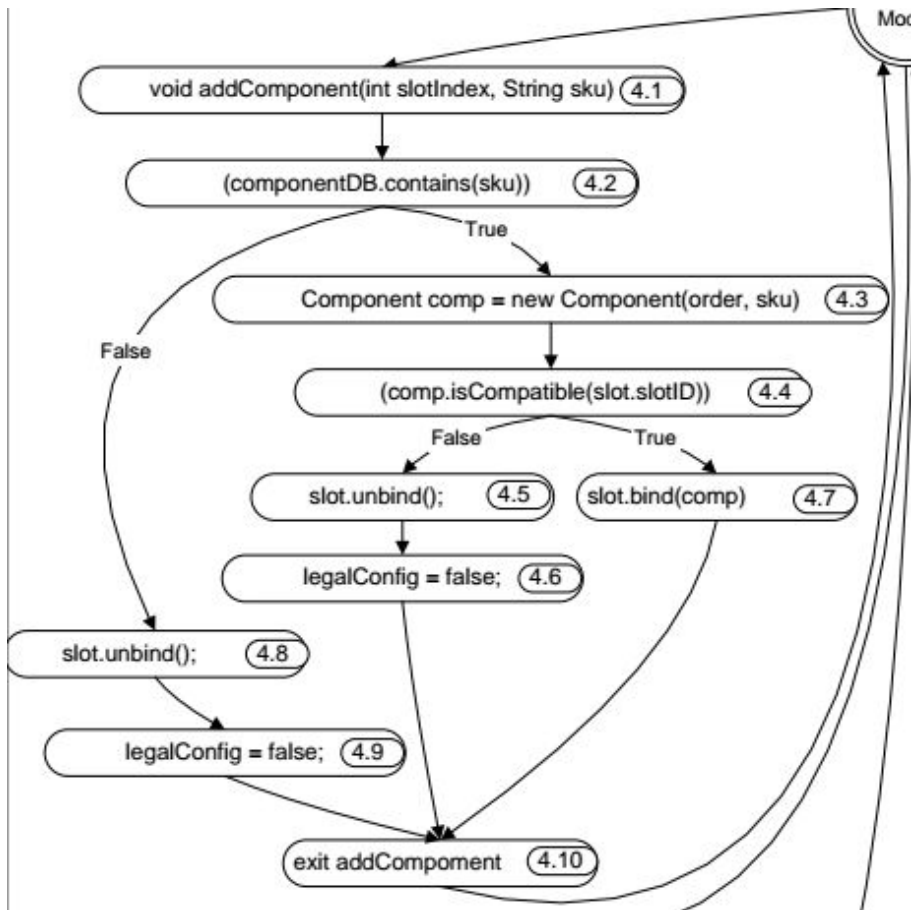 Moc
void addComponent(int slotIndex, String sku) 4.1
(componentDB.contains(sku)) 4.2
True
Component comp = new Component(order, sku) 4.3
False
(comp.isCompatible(slot.slotID)) 4.4
False True
slot.unbind(); 4.5 slot.bind(comp) 4.7
legalConfig = false; 4.6
slot.unbind(); 4.8
legalConfig = false; 4.9
exit addCompoment 4.10